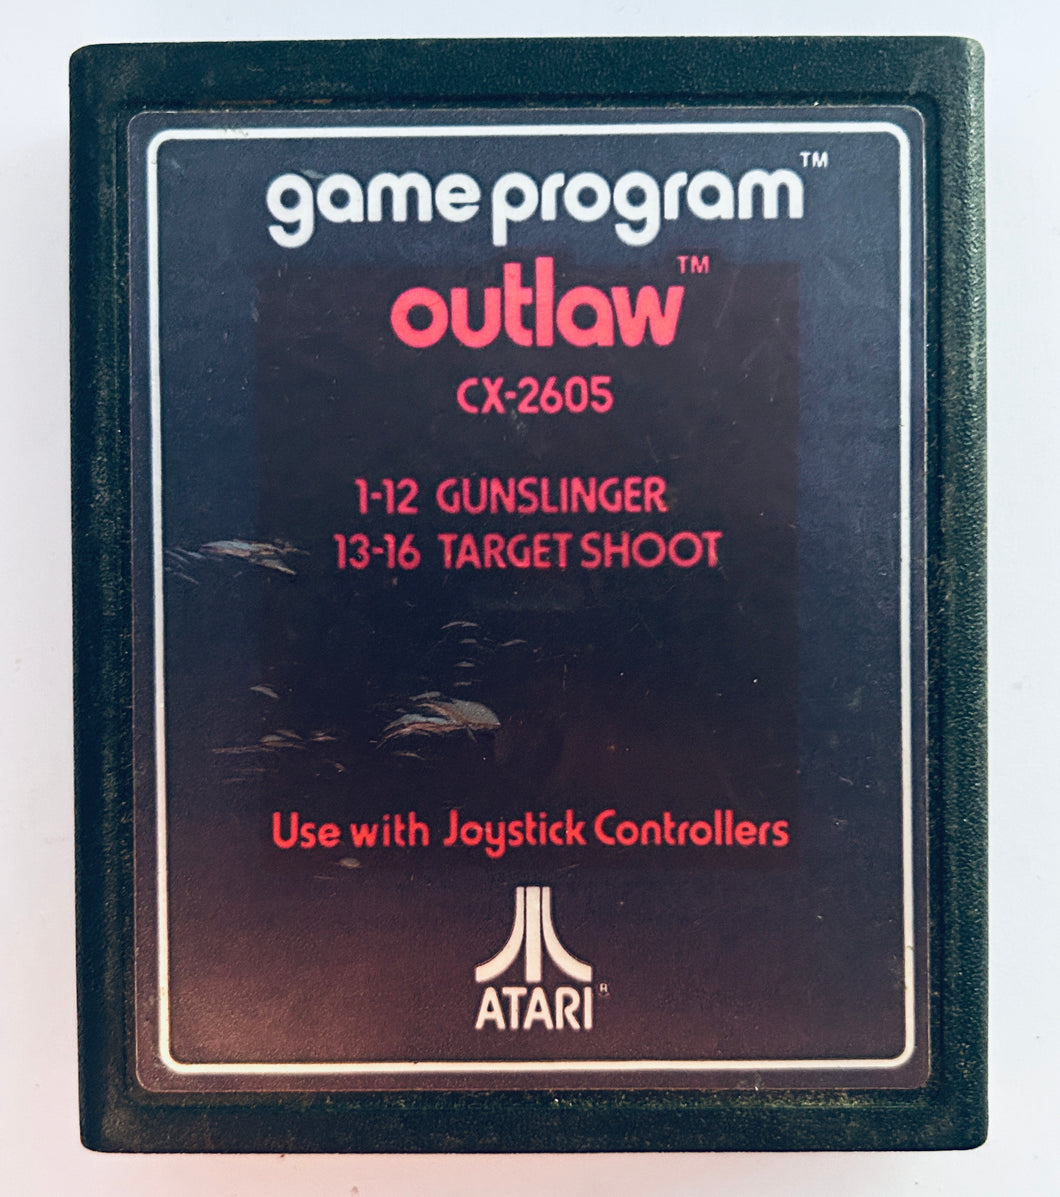 game program™
outlaw™
CX-2605
1-12 GUNSLINGER
13-16 TARGET SHOOT
Use with Joystick Controllers
ATARI®